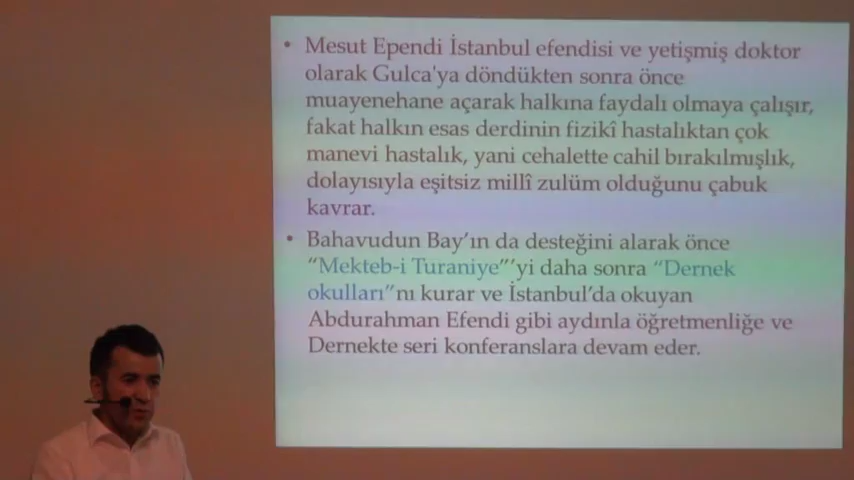 • Mesut Ependi İstanbul efendisi ve yetişmiş doktor
olarak Gulca'ya döndükten sonra önce
muayenehane açarak halkına faydalı olmaya çalışır,
fakat halkın esas derdinin fizikî hastalıktan çok
manevi hastalık, yani cehalette cahil bırakılmışlık,
dolayısıyla eşitsiz millî zulüm olduğunu çabuk
kavrar.
• Bahavudun Bay’ın da desteğini alarak önce
“Mekteb-i Turaniye”’yi daha sonra “Dernek
okulları”nı kurar ve İstanbul’da okuyan
Abdurahman Efendi gibi aydınla öğretmenliğe ve
Dernekte seri konferanslara devam eder.